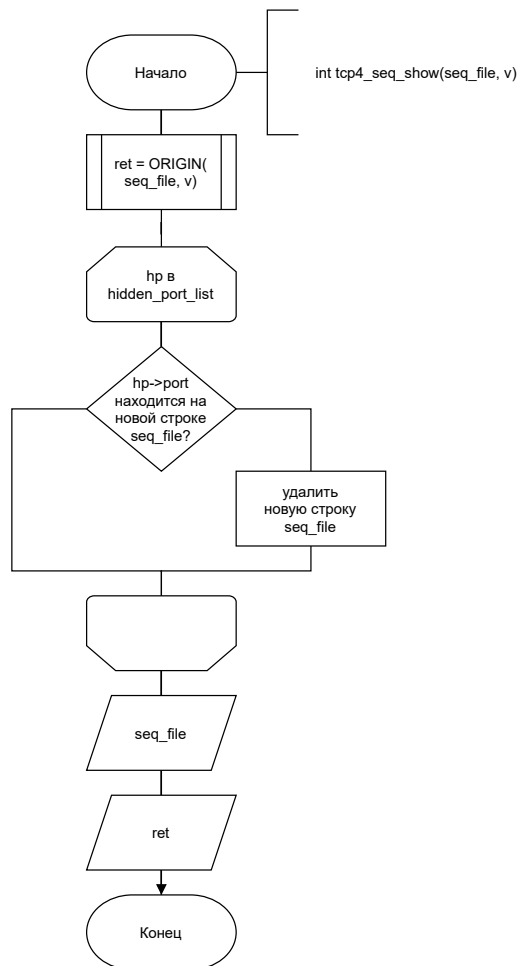 Начало
int tcp4_seq_show(seq_file, v)
ret = ORIGIN(
seq_file, v)
hp в
hidden_port_list
hp->port
находится на
новой строке
seq_file?
удалить
новую строку
seq_file
seq_file
ret
Конец